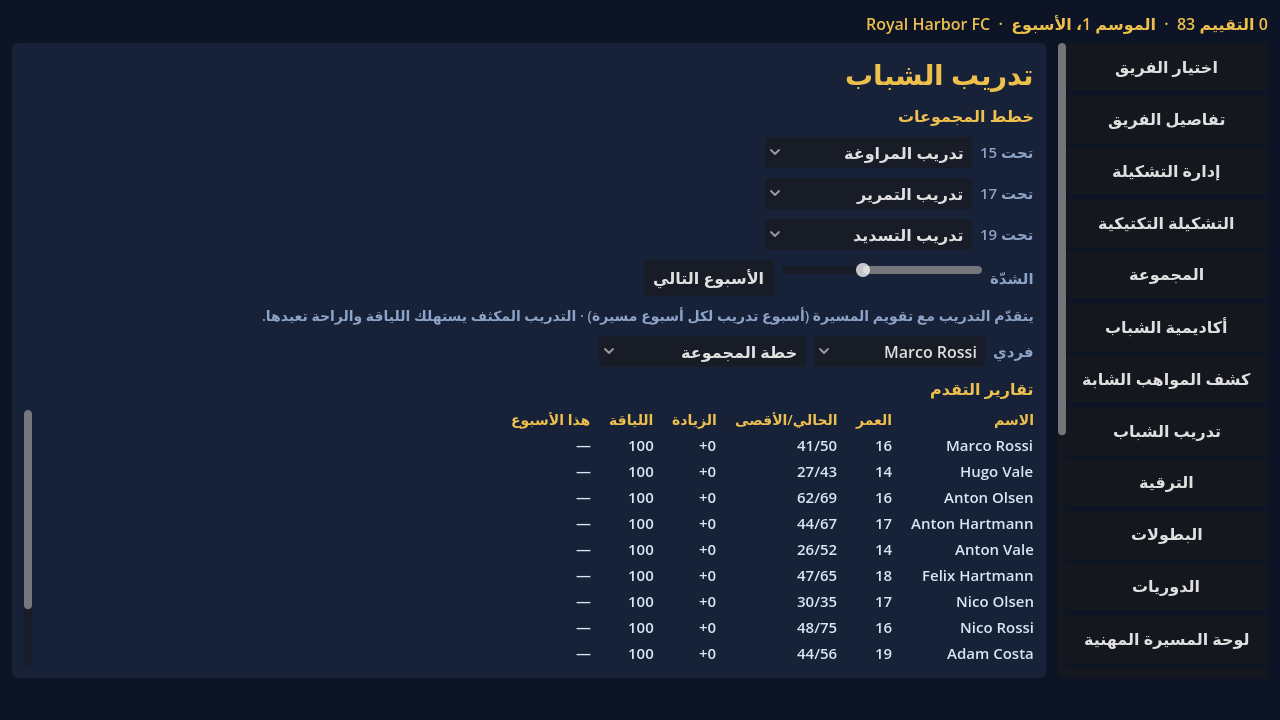 Royal Harbor FC · الموسم 1، الأسبوع 0 التقييم 83
اختيار الفريق
تفاصيل الفريق
إدارة التشكيلة
التشكيلة التكتيكية
المجموعة
أكاديمية الشباب
كشف المواهب الشابة
تدريب الشباب
الترقية
البطولات
الدوريات
لوحة المسيرة المهنية
تدريب الشباب
خطط المجموعات
تحت 15 تدريب المراوغة
تحت 17 تدريب التمرير
تحت 19 تدريب التسديد
الشدّة الأسبوع التالي
يتقدّم التدريب مع تقويم المسيرة (أسبوع تدريب لكل أسبوع مسيرة) · التدريب المكثف يستهلك اللياقة والراحة تعيدها.
فردي Marco Rossi خطة المجموعة
تقارير التقدم
الاسم العمر الحالي/الأقصى الزيادة اللياقة هذا الأسبوع
Marco Rossi 16 41/50 +0 100 —
Hugo Vale 14 27/43 +0 100 —
Anton Olsen 16 62/69 +0 100 —
Anton Hartmann 17 44/67 +0 100 —
Anton Vale 14 26/52 +0 100 —
Felix Hartmann 18 47/65 +0 100 —
Nico Olsen 17 30/35 +0 100 —
Nico Rossi 16 48/75 +0 100 —
Adam Costa 19 44/56 +0 100 —